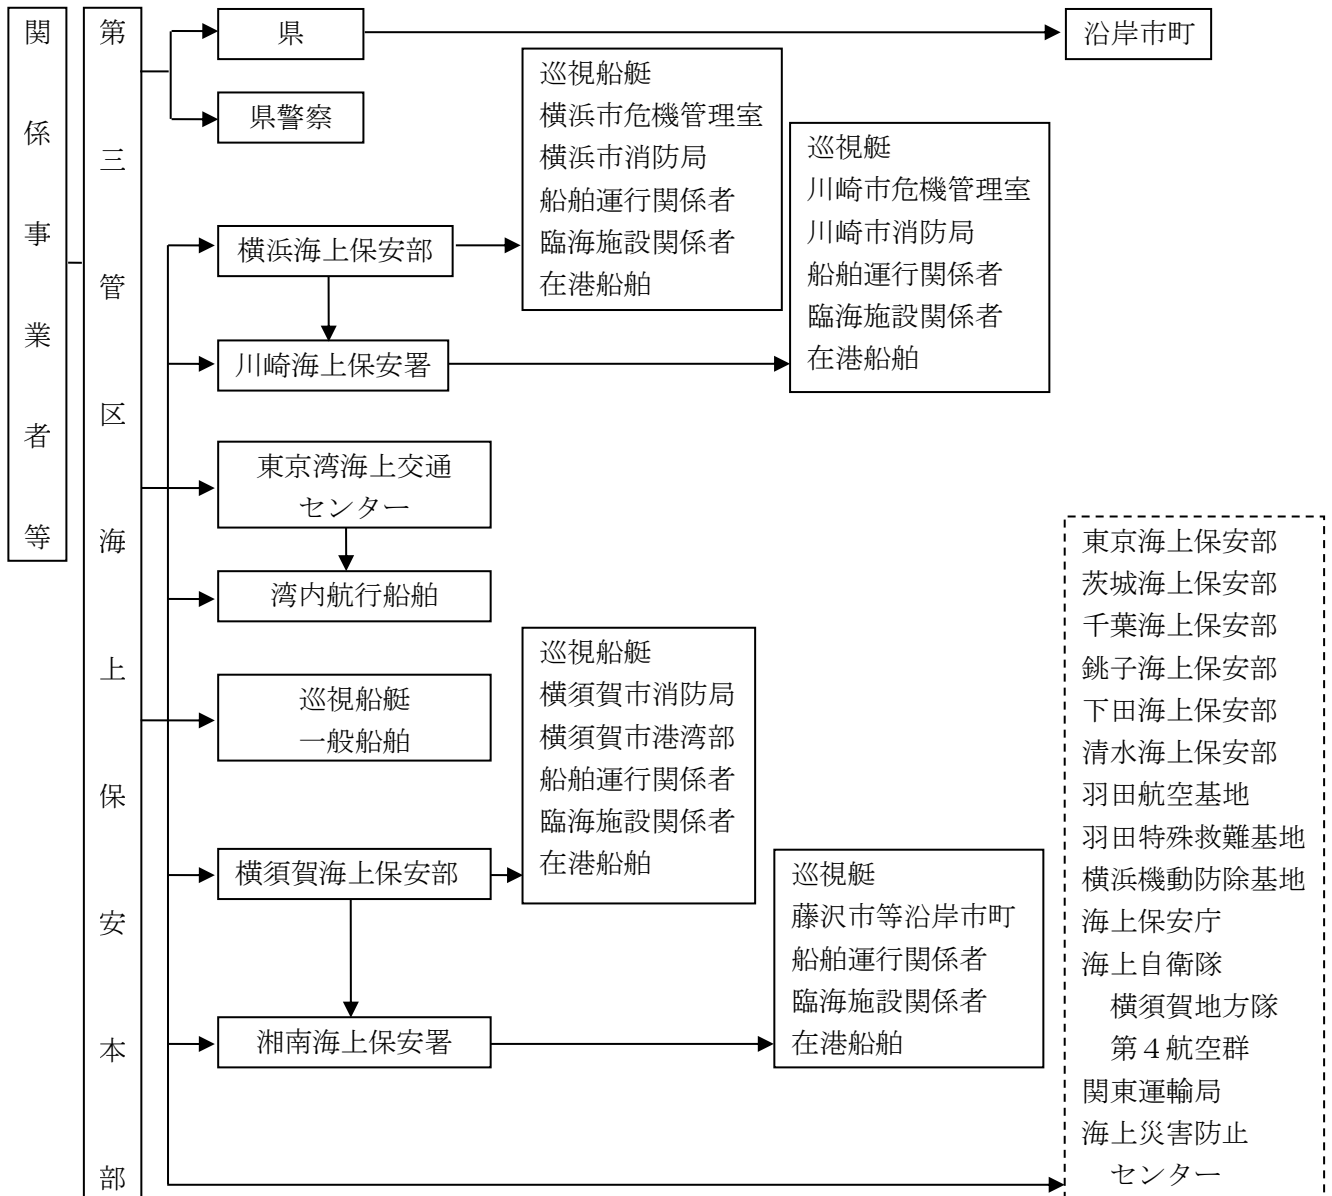 関係事業者等
第三管区海上保安本部
県
沿岸市町
県警察
横浜海上保安部
巡視船艇
横浜市危機管理室
横浜市消防局
船舶運行関係者
臨海施設関係者
在港船舶
川崎海上保安署
巡視艇
川崎市危機管理室
川崎市消防局
船舶運行関係者
臨海施設関係者
在港船舶
東京湾海上交通
センター
湾内航行船舶
巡視船艇
一般船舶
横須賀海上保安部
巡視船艇
横須賀市消防局
横須賀市港湾部
船舶運行関係者
臨海施設関係者
在港船舶
湘南海上保安署
巡視艇
藤沢市等沿岸市町
船舶運行関係者
臨海施設関係者
在港船舶
東京海上保安部
茨城海上保安部
千葉海上保安部
銚子海上保安部
下田海上保安部
清水海上保安部
羽田航空基地
羽田特殊救難基地
横浜機動防除基地
海上保安庁
海上自衛隊
横須賀地方隊
第４航空群
関東運輸局
海上災害防止
センター